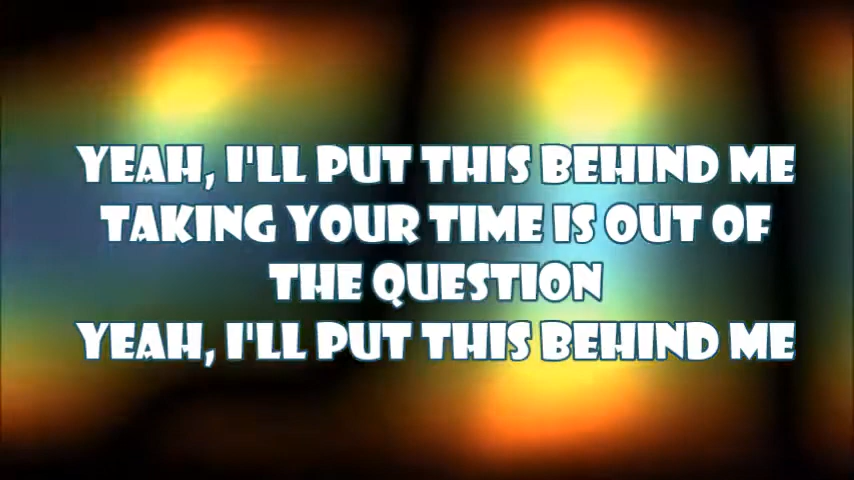 YEAH, I'LL PUT THIS BEHIND ME
TAKING YOUR TIME IS OUT OF
THE QUESTION
YEAH, I'LL PUT THIS BEHIND ME